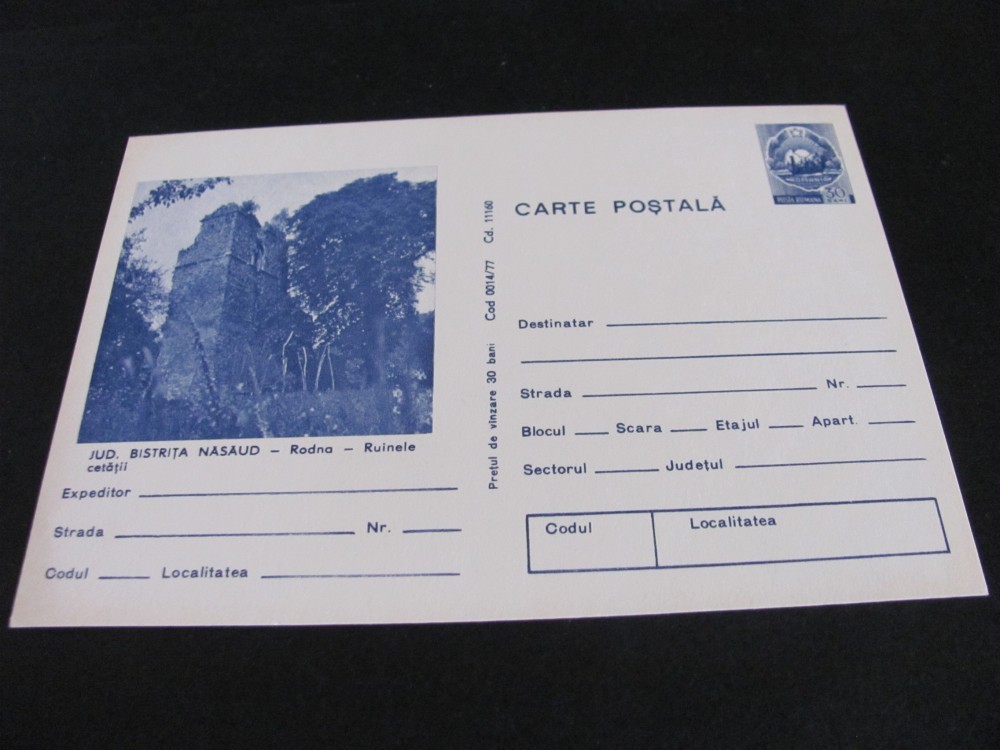 JUD. BISTRIȚA NĂSĂUD — Rodna — Ruinele
cetății
Expeditor
Strada Nr.
Codul Localitatea
Prețul de vînzare 30 bani Cod 0014/77 Cd. 11160
CARTE POȘTALĂ
30
BANI
POSTA ROMANA
Destinatar
Strada Nr.
Blocul Scara Etajul Apart.
Sectorul Județul
Codul Localitatea